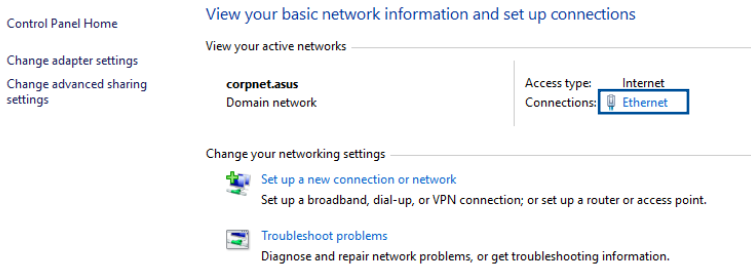 Control Panel Home
Change adapter settings
Change advanced sharing
settings
View your basic network information and set up connections
View your active networks
corpnet.asus
Domain network
Access type: Internet
Connections: Ethernet
Change your networking settings
Set up a new connection or network
Set up a broadband, dial-up, or VPN connection; or set up a router or access point.
Troubleshoot problems
Diagnose and repair network problems, or get troubleshooting information.